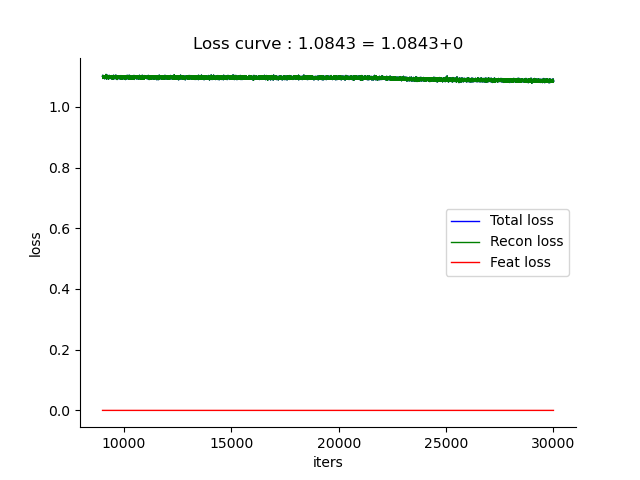 Loss curve : 1.0843 = 1.0843+0
loss
1.0
0.8
0.6
0.4
0.2
0.0
Total loss
Recon loss
Feat loss
10000 15000 20000 25000 30000
iters